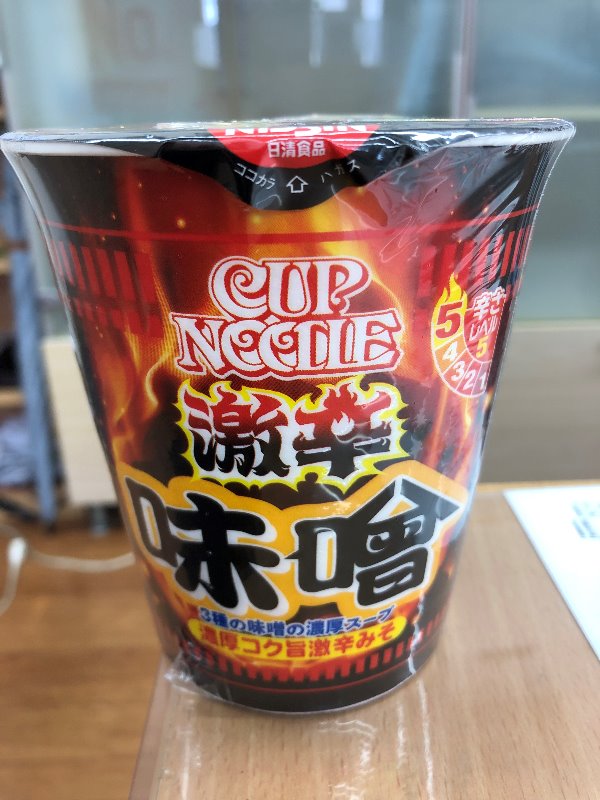 NISSIN
日清食品
ココカラ⇧ハガス
CUP
NOODLE
激辛
味噌
3種の味噌の濃厚スープ
濃厚コク旨激辛みそ
辛さ
レベル
5
5
4
3
2
1